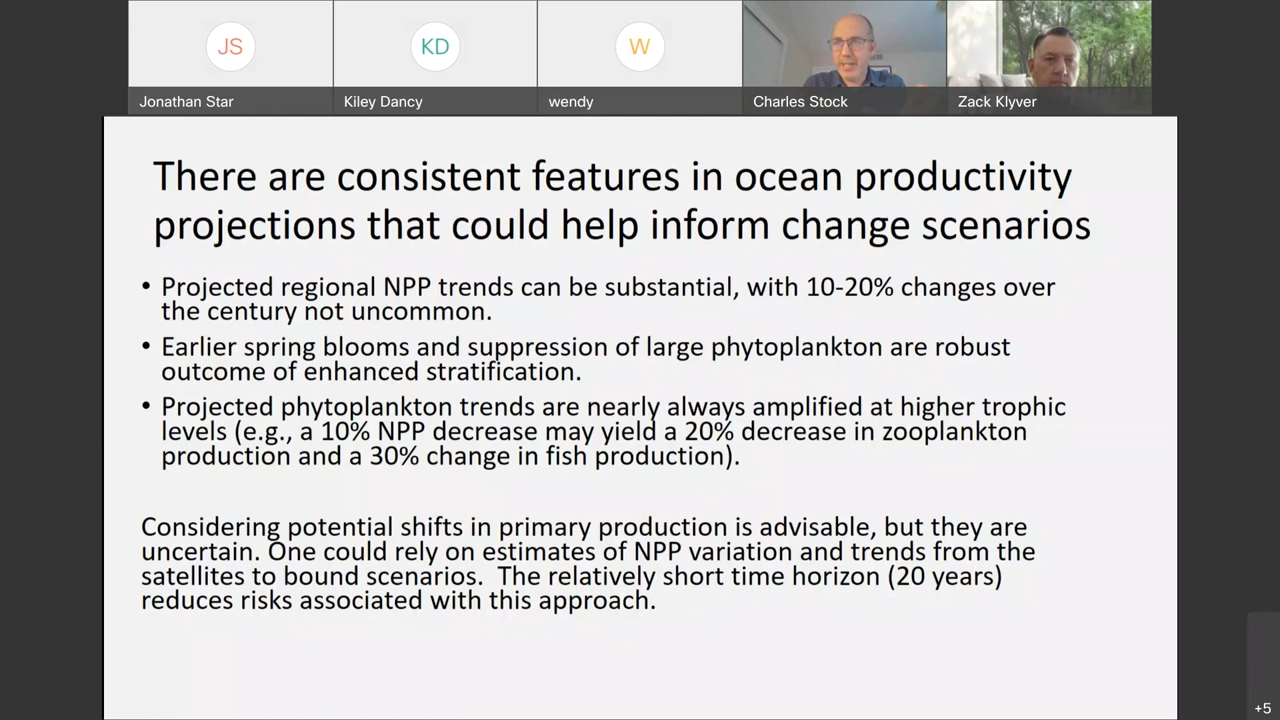 JS
KD
W
Jonathan Star
Kiley Dancy
wendy
Charles Stock
Zack Klyver
There are consistent features in ocean productivity
projections that could help inform change scenarios
• Projected regional NPP trends can be substantial, with 10-20% changes over
the century not uncommon.
• Earlier spring blooms and suppression of large phytoplankton are robust
outcome of enhanced stratification.
• Projected phytoplankton trends are nearly always amplified at higher trophic
levels (e.g., a 10% NPP decrease may yield a 20% decrease in zooplankton
production and a 30% change in fish production).
Considering potential shifts in primary production is advisable, but they are
uncertain. One could rely on estimates of NPP variation and trends from the
satellites to bound scenarios.  The relatively short time horizon (20 years)
reduces risks associated with this approach.
+5